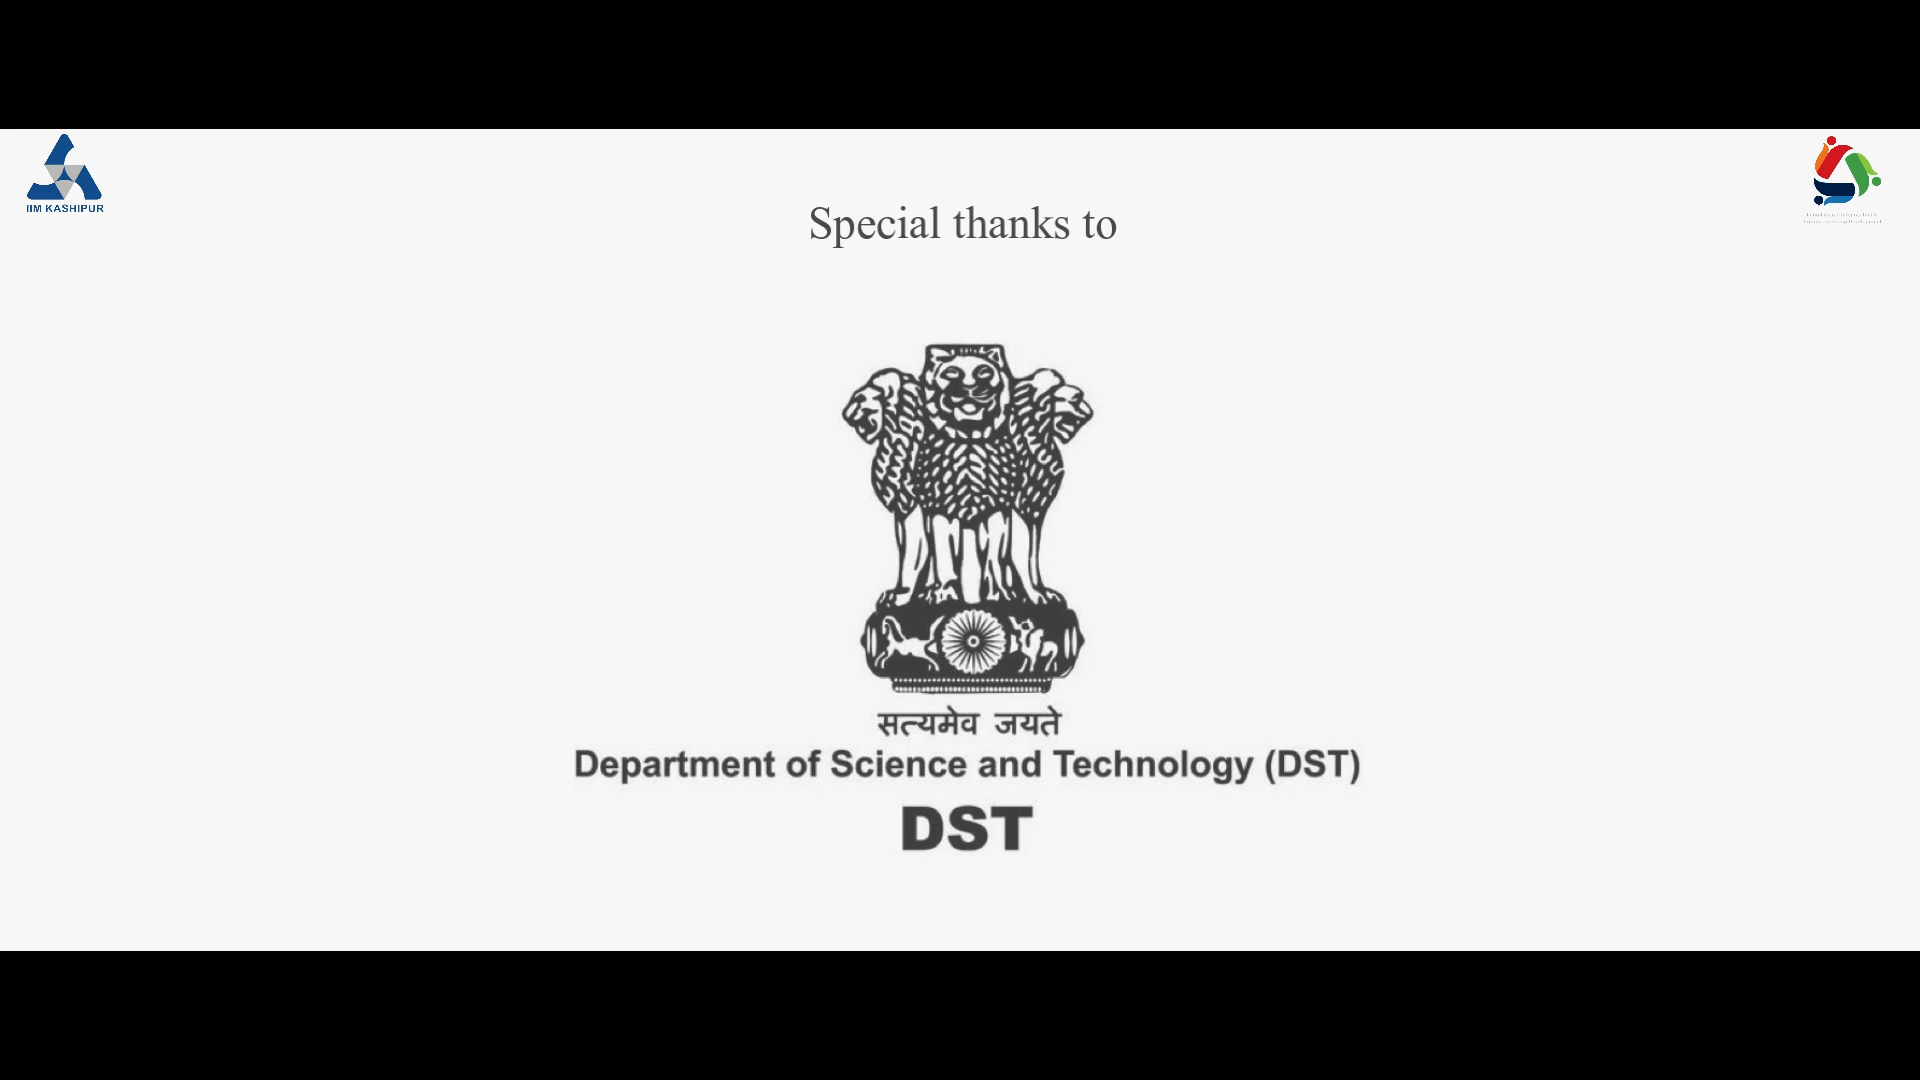 IIM KASHIPUR
Special thanks to
सत्यमेव जयते
Department of Science and Technology (DST)
DST